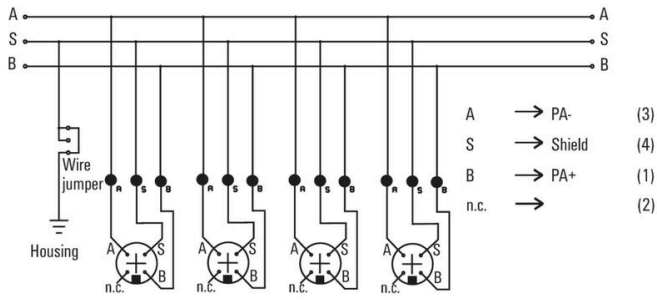 A A
S S
B B
A → PA- (3)
S → Shield (4)
B → PA+ (1)
n.c. → (2)
Wire
jumper
A S B A S B A S B A S B
Housing
A S A S A S A S
B B B B
n.c. n.c. n.c. n.c.